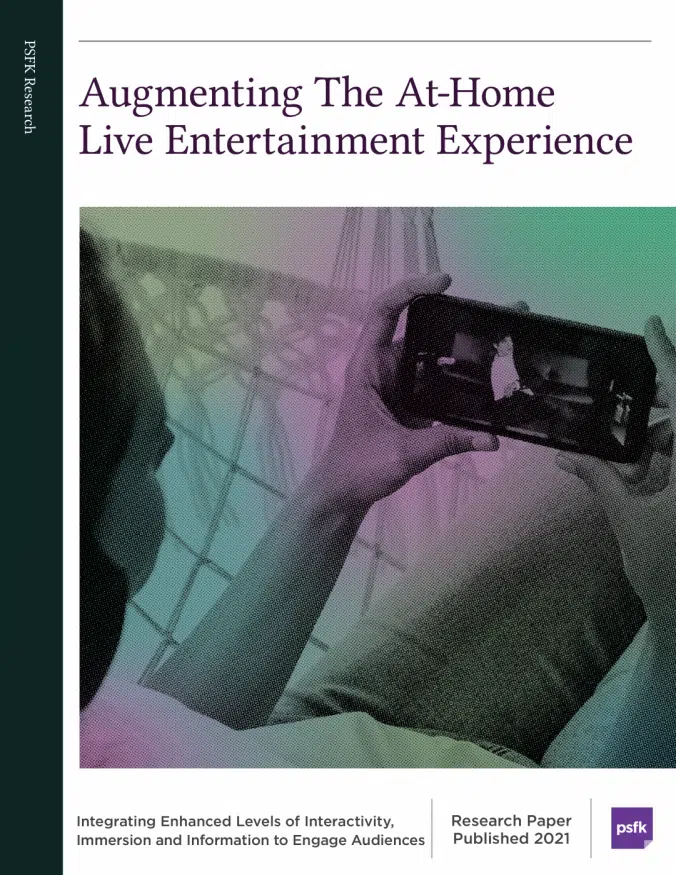 PSFK Research
Augmenting The At-Home
Live Entertainment Experience
Integrating Enhanced Levels of Interactivity,
Immersion and Information to Engage Audiences
Research Paper
Published 2021
psfk